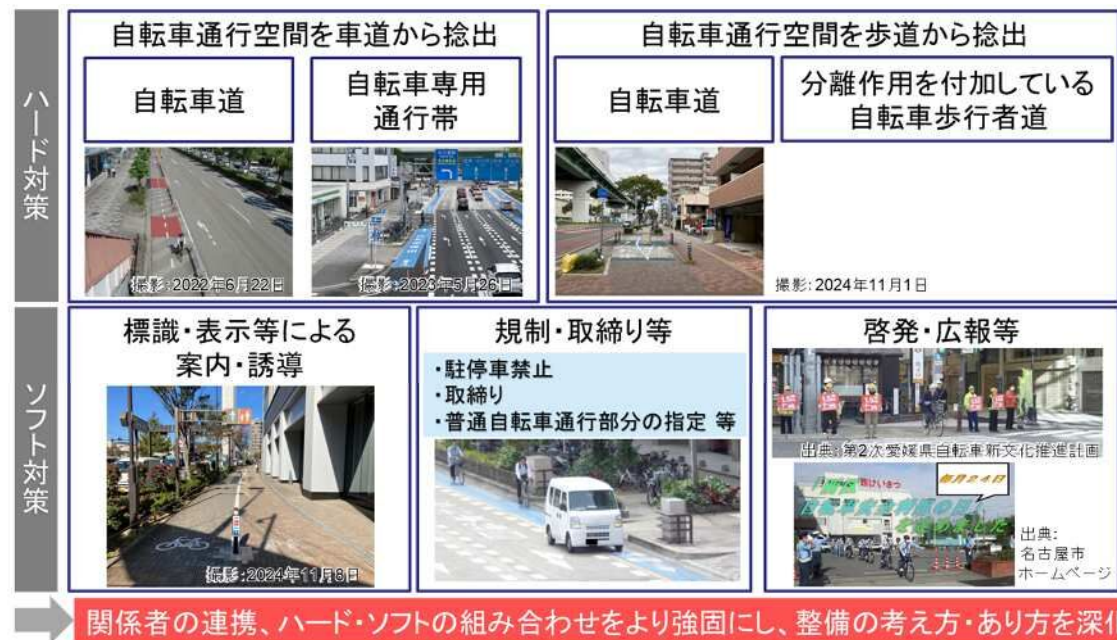 ハード対策
自転車通行空間を車道から捻出
自転車道
自転車専用
通行帯
撮影:2022年6月22日
撮影:2023年5月26日
自転車通行空間を歩道から捻出
自転車道
分離作用を付加している
自転車歩行者道
撮影:2024年11月1日
ソフト対策
標識・表示等による
案内・誘導
撮影:2024年11月8日
規制・取締り等
・駐停車禁止
・取締り
・普通自転車通行部分の指定 等
啓発・広報等
出典:第2次愛媛県自転車新文化推進計画
毎月24日
出典:
名古屋市
ホームページ
関係者の連携、ハード・ソフトの組み合わせをより強固にし、整備の考え方・あり方を深